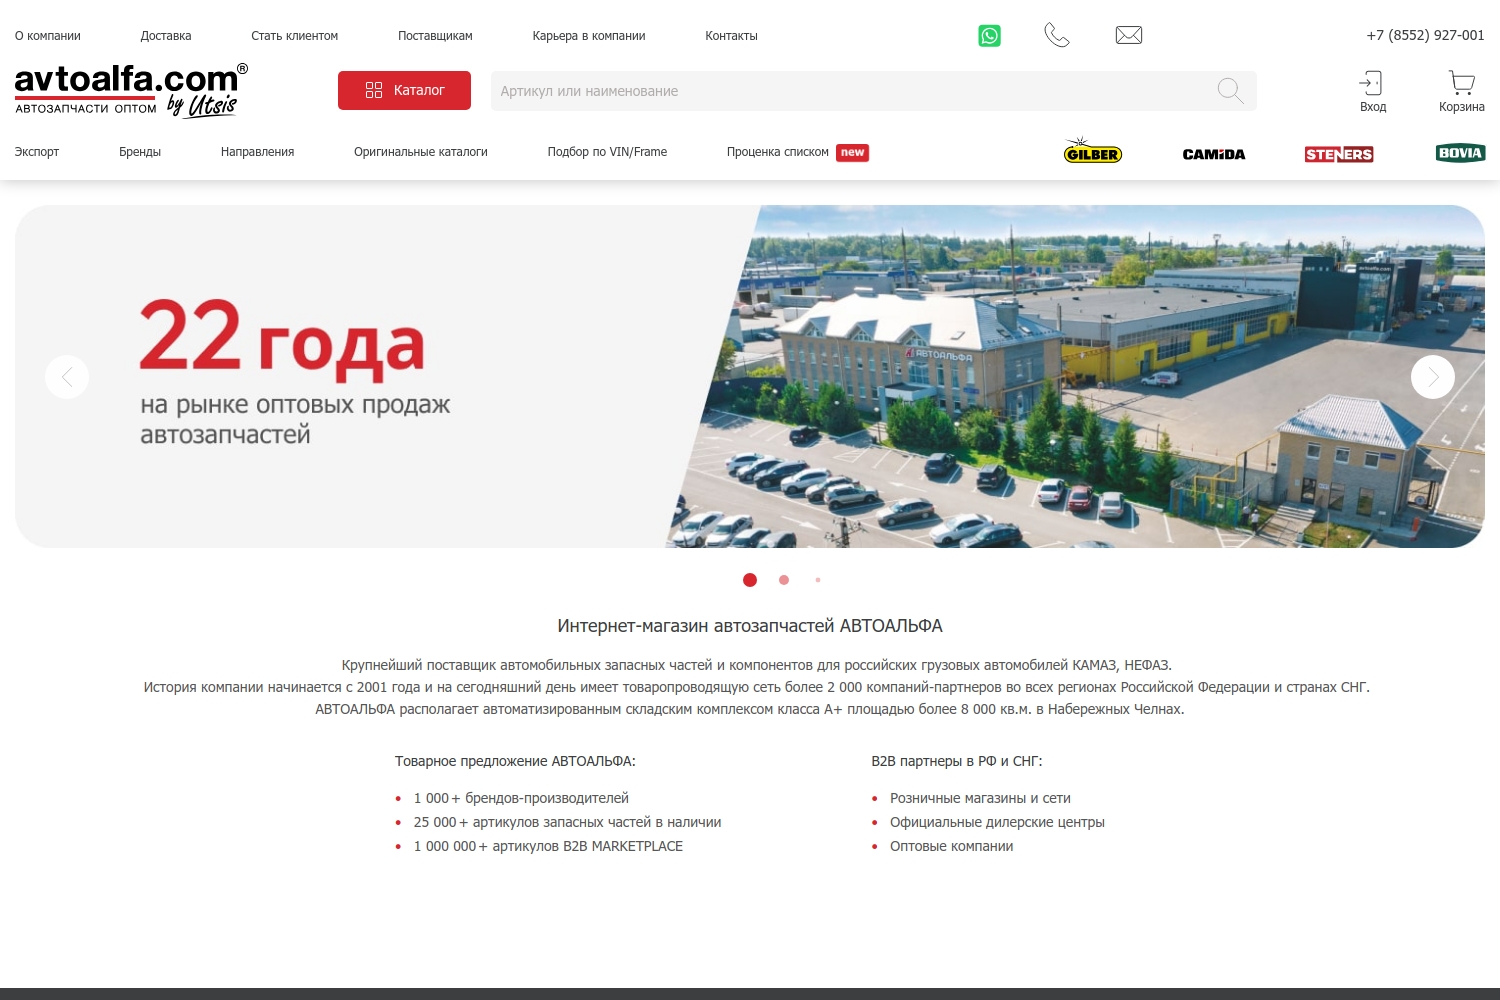 О компании
Доставка
Стать клиентом
Поставщикам
Карьера в компании
Контакты
+7 (8552) 927-001
avtoalfa.com®
АВТОЗАПЧАСТИ ОПТОМ by Utsis
Каталог
Артикул или наименование
Вход
Корзина
Экспорт
Бренды
Направления
Оригинальные каталоги
Подбор по VIN/Frame
Проценка списком new
GILBER
CAMIDA
STENERS
BOVIA
22 года
на рынке оптовых продаж
автозапчастей
avtoalfa.com
АВТОАЛЬФА
Интернет-магазин автозапчастей АВТОАЛЬФА
Крупнейший поставщик автомобильных запасных частей и компонентов для российских грузовых автомобилей КАМАЗ, НЕФАЗ.
История компании начинается с 2001 года и на сегодняшний день имеет товаропроводящую сеть более 2 000 компаний-партнеров во всех регионах Российской Федерации и странах СНГ.
АВТОАЛЬФА располагает автоматизированным складским комплексом класса А+ площадью более 8 000 кв.м. в Набережных Челнах.
Товарное предложение АВТОАЛЬФА:
• 1 000+ брендов-производителей
• 25 000+ артикулов запасных частей в наличии
• 1 000 000+ артикулов B2B MARKETPLACE
B2B партнеры в РФ и СНГ:
• Розничные магазины и сети
• Официальные дилерские центры
• Оптовые компании